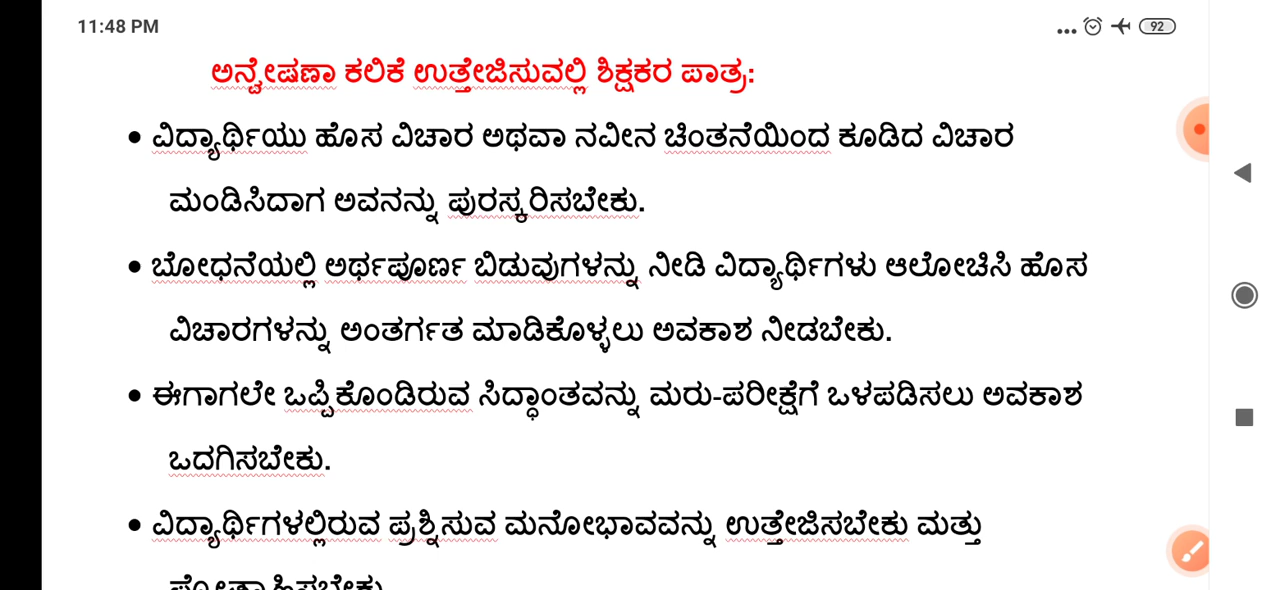 11:48 PM
92
ಅನ್ವೇಷಣಾ ಕಲಿಕೆ ಉತ್ತೇಜಿಸುವಲ್ಲಿ ಶಿಕ್ಷಕರ ಪಾತ್ರ:
• ವಿದ್ಯಾರ್ಥಿಯು ಹೊಸ ವಿಚಾರ ಅಥವಾ ನವೀನ ಚಿಂತನೆಯಿಂದ ಕೂಡಿದ ವಿಚಾರ
ಮಂಡಿಸಿದಾಗ ಅವನನ್ನು ಪುರಸ್ಕರಿಸಬೇಕು.
• ಬೋಧನೆಯಲ್ಲಿ ಅರ್ಥಪೂರ್ಣ ಬಿಡುವುಗಳನ್ನು ನೀಡಿ ವಿದ್ಯಾರ್ಥಿಗಳು ಆಲೋಚಿಸಿ ಹೊಸ
ವಿಚಾರಗಳನ್ನು ಅಂತರ್ಗತ ಮಾಡಿಕೊಳ್ಳಲು ಅವಕಾಶ ನೀಡಬೇಕು.
• ಈಗಾಗಲೇ ಒಪ್ಪಿಕೊಂಡಿರುವ ಸಿದ್ಧಾಂತವನ್ನು ಮರು-ಪರೀಕ್ಷೆಗೆ ಒಳಪಡಿಸಲು ಅವಕಾಶ
ಒದಗಿಸಬೇಕು.
• ವಿದ್ಯಾರ್ಥಿಗಳಲ್ಲಿರುವ ಪ್ರಶ್ನಿಸುವ ಮನೋಭಾವವನ್ನು ಉತ್ತೇಜಿಸಬೇಕು ಮತ್ತು